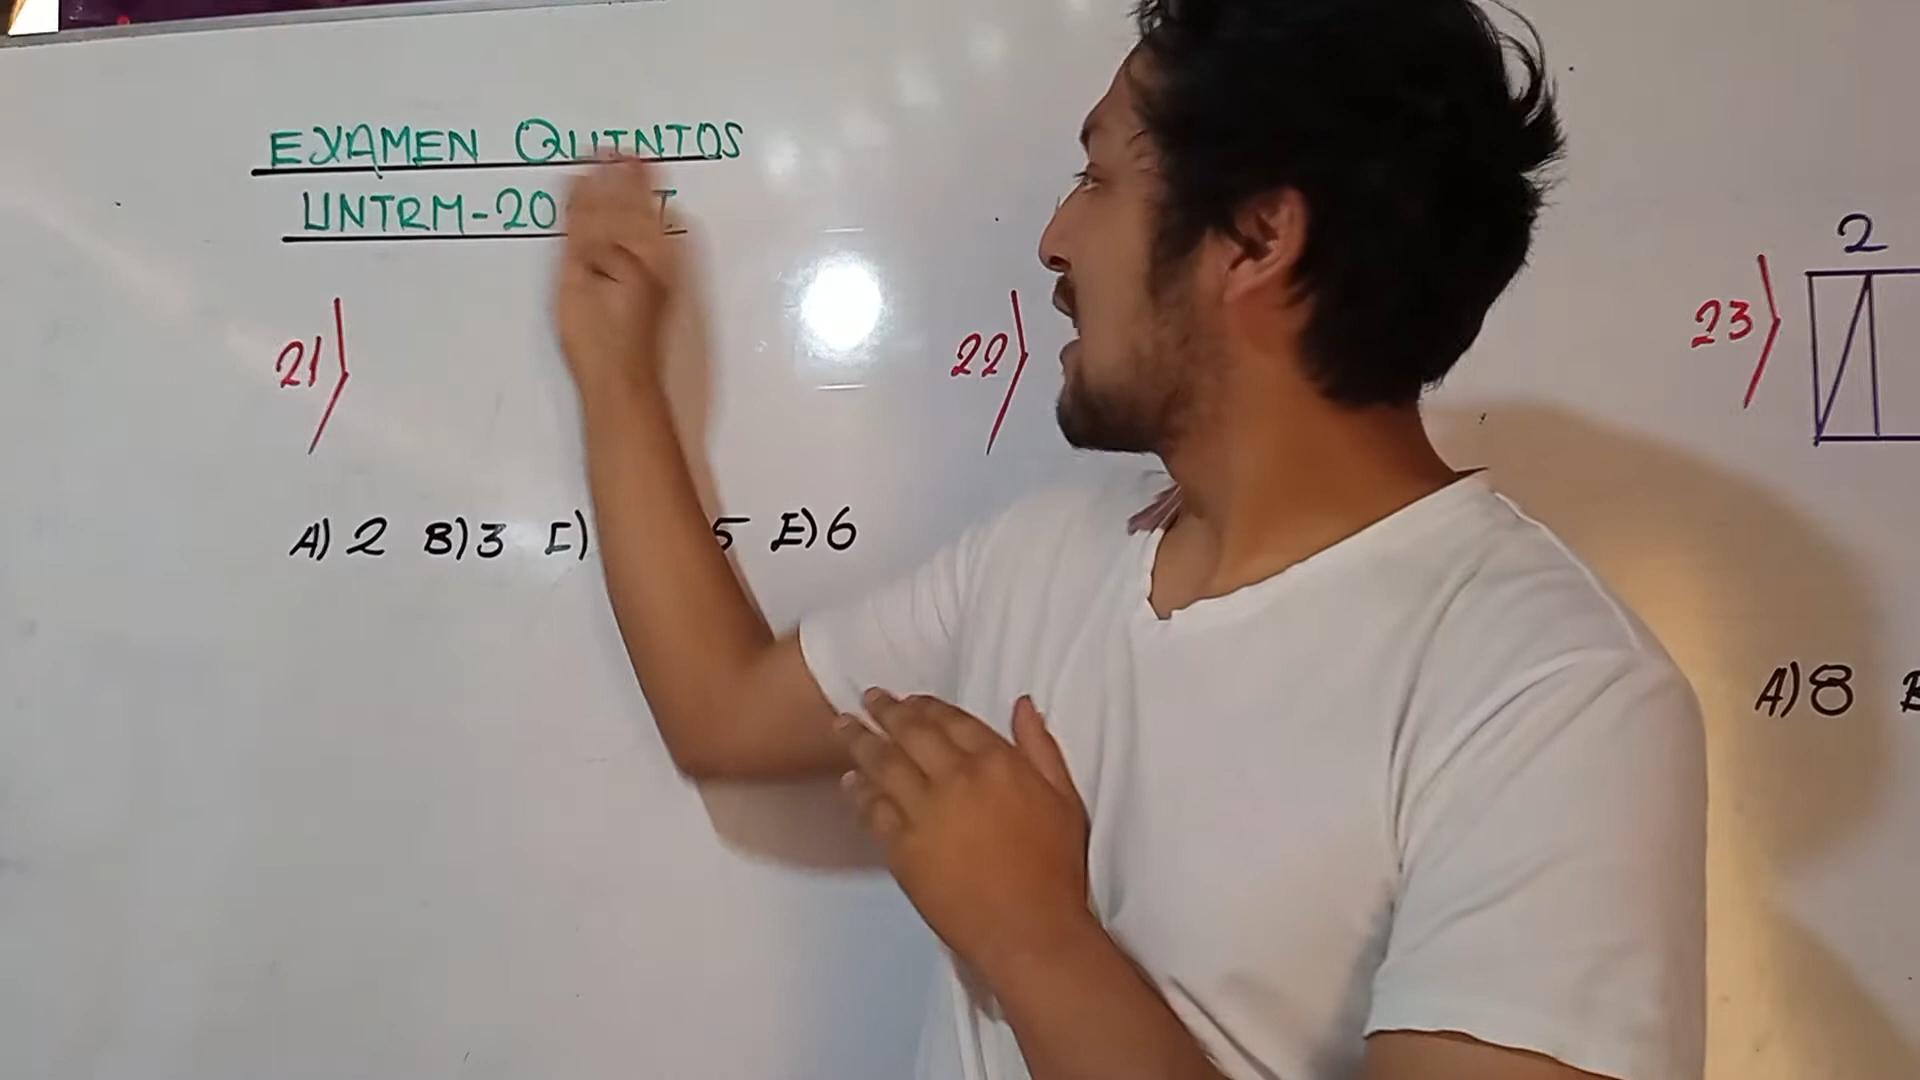 EXAMEN QUINTOS
UNTRM-20 I
21)
A) 2 B) 3 C) 5 E) 6
22)
23)
2
A) 8